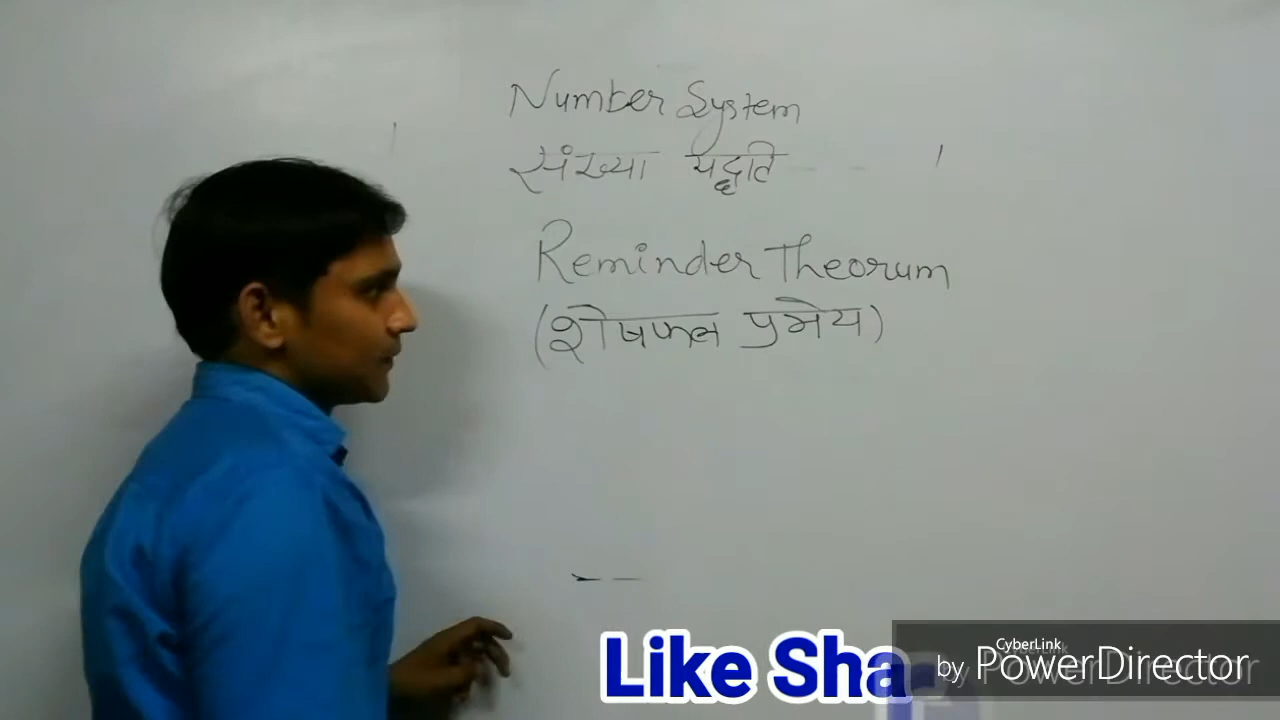 Number System
संख्या पद्धति
Reminder Theorum
(शेषफल प्रमेय)
Like Sha
CyberLink
by PowerDirector